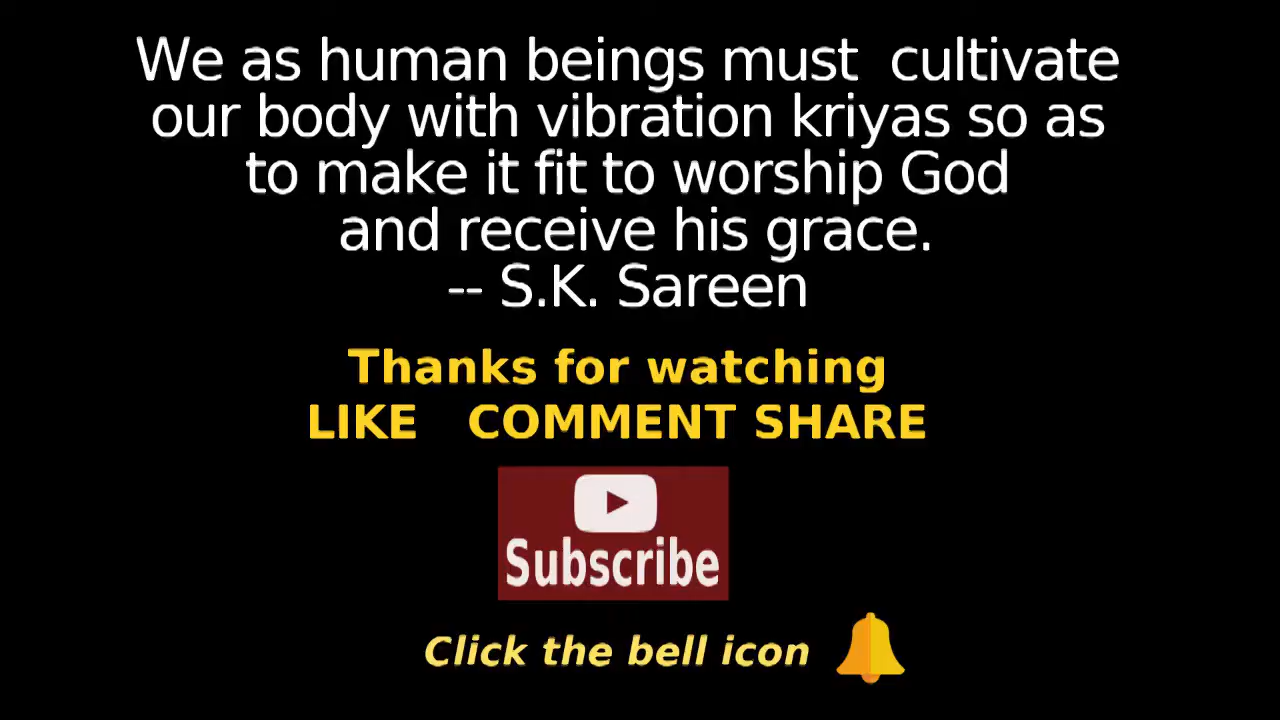 We as human beings must  cultivate
our body with vibration kriyas so as
to make it fit to worship God
and receive his grace.
-- S.K. Sareen
Thanks for watching
LIKE   COMMENT SHARE
Subscribe
Click the bell icon